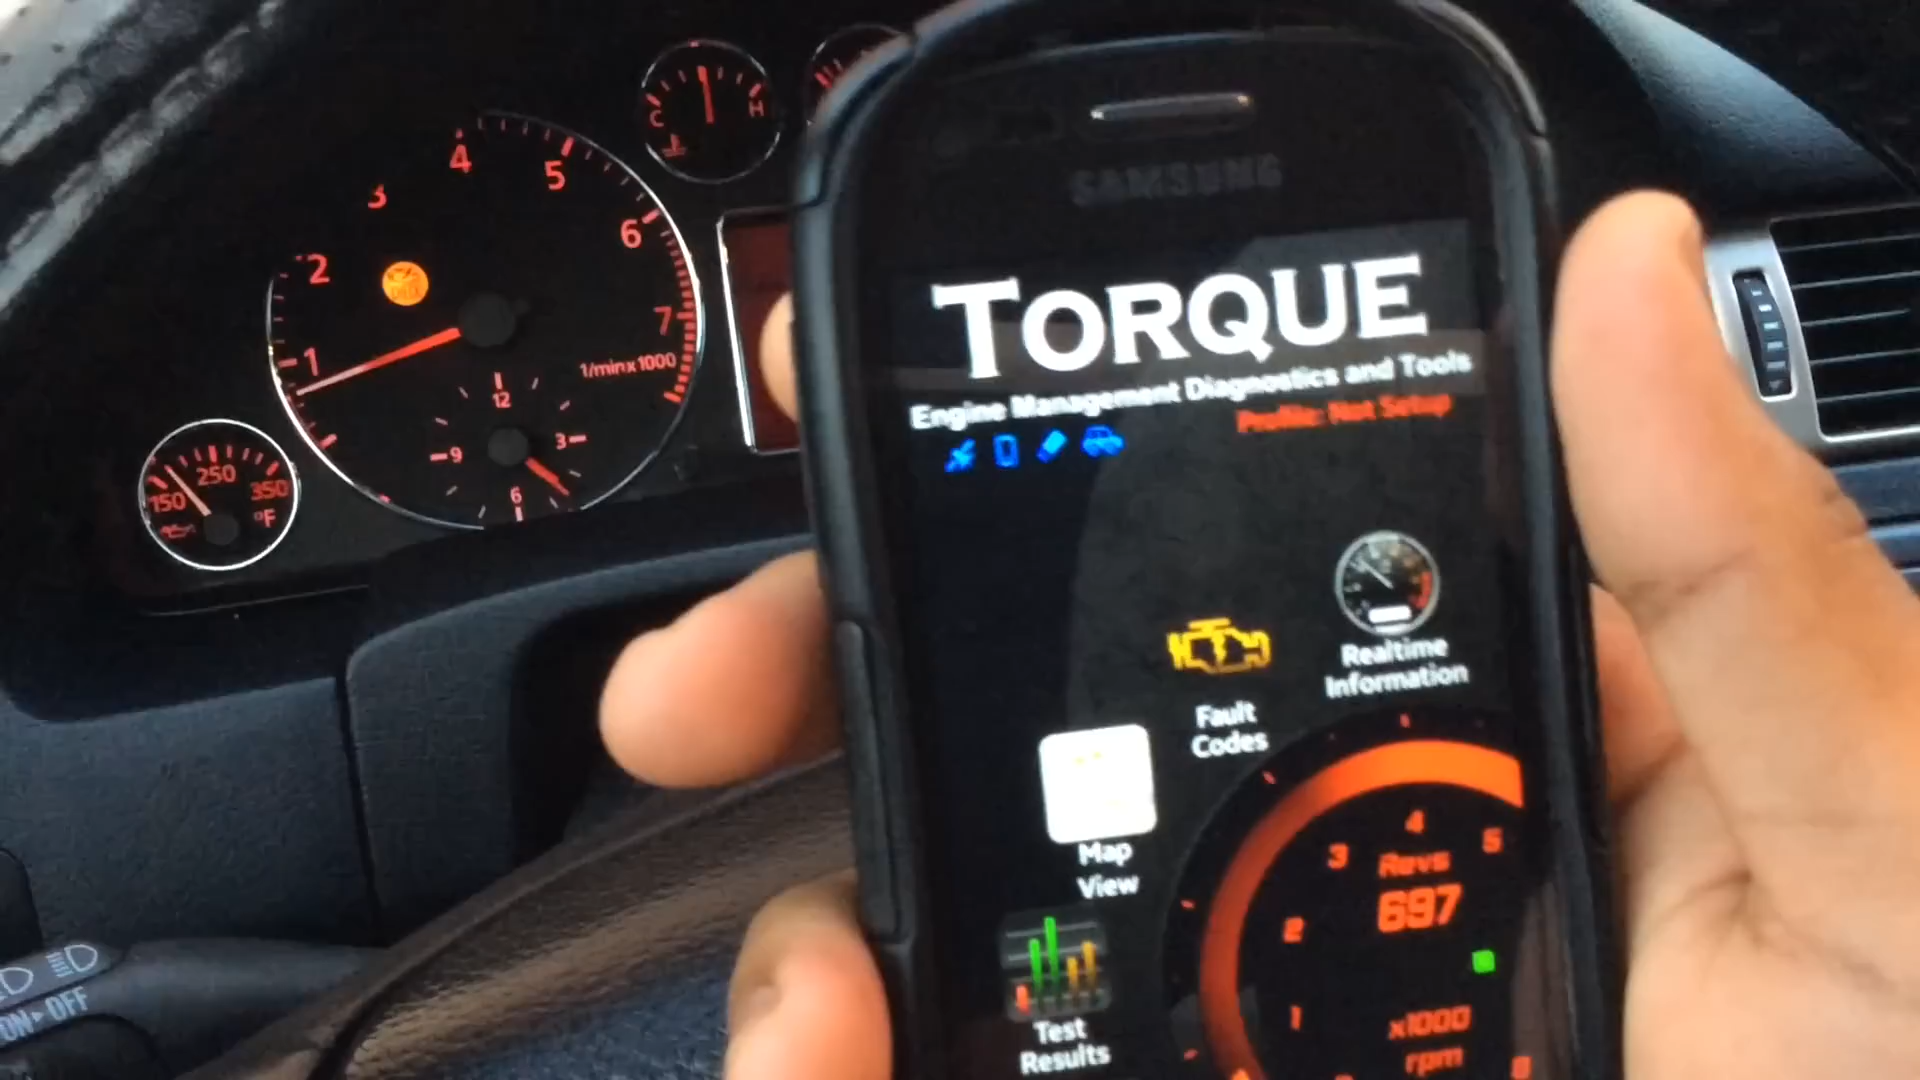 C H
4
5
3
6
2
7
1
1/minx1000
12
3
9
6
250
150
350
°F
SAMSUNG
TORQUE
Engine Management Diagnostics and Tools
Profile: Not Setup
Realtime
Information
Fault
Codes
Map
View
Test
Results
4
3
5
Revs
697
2
1
x1000
rpm
ON▸OFF